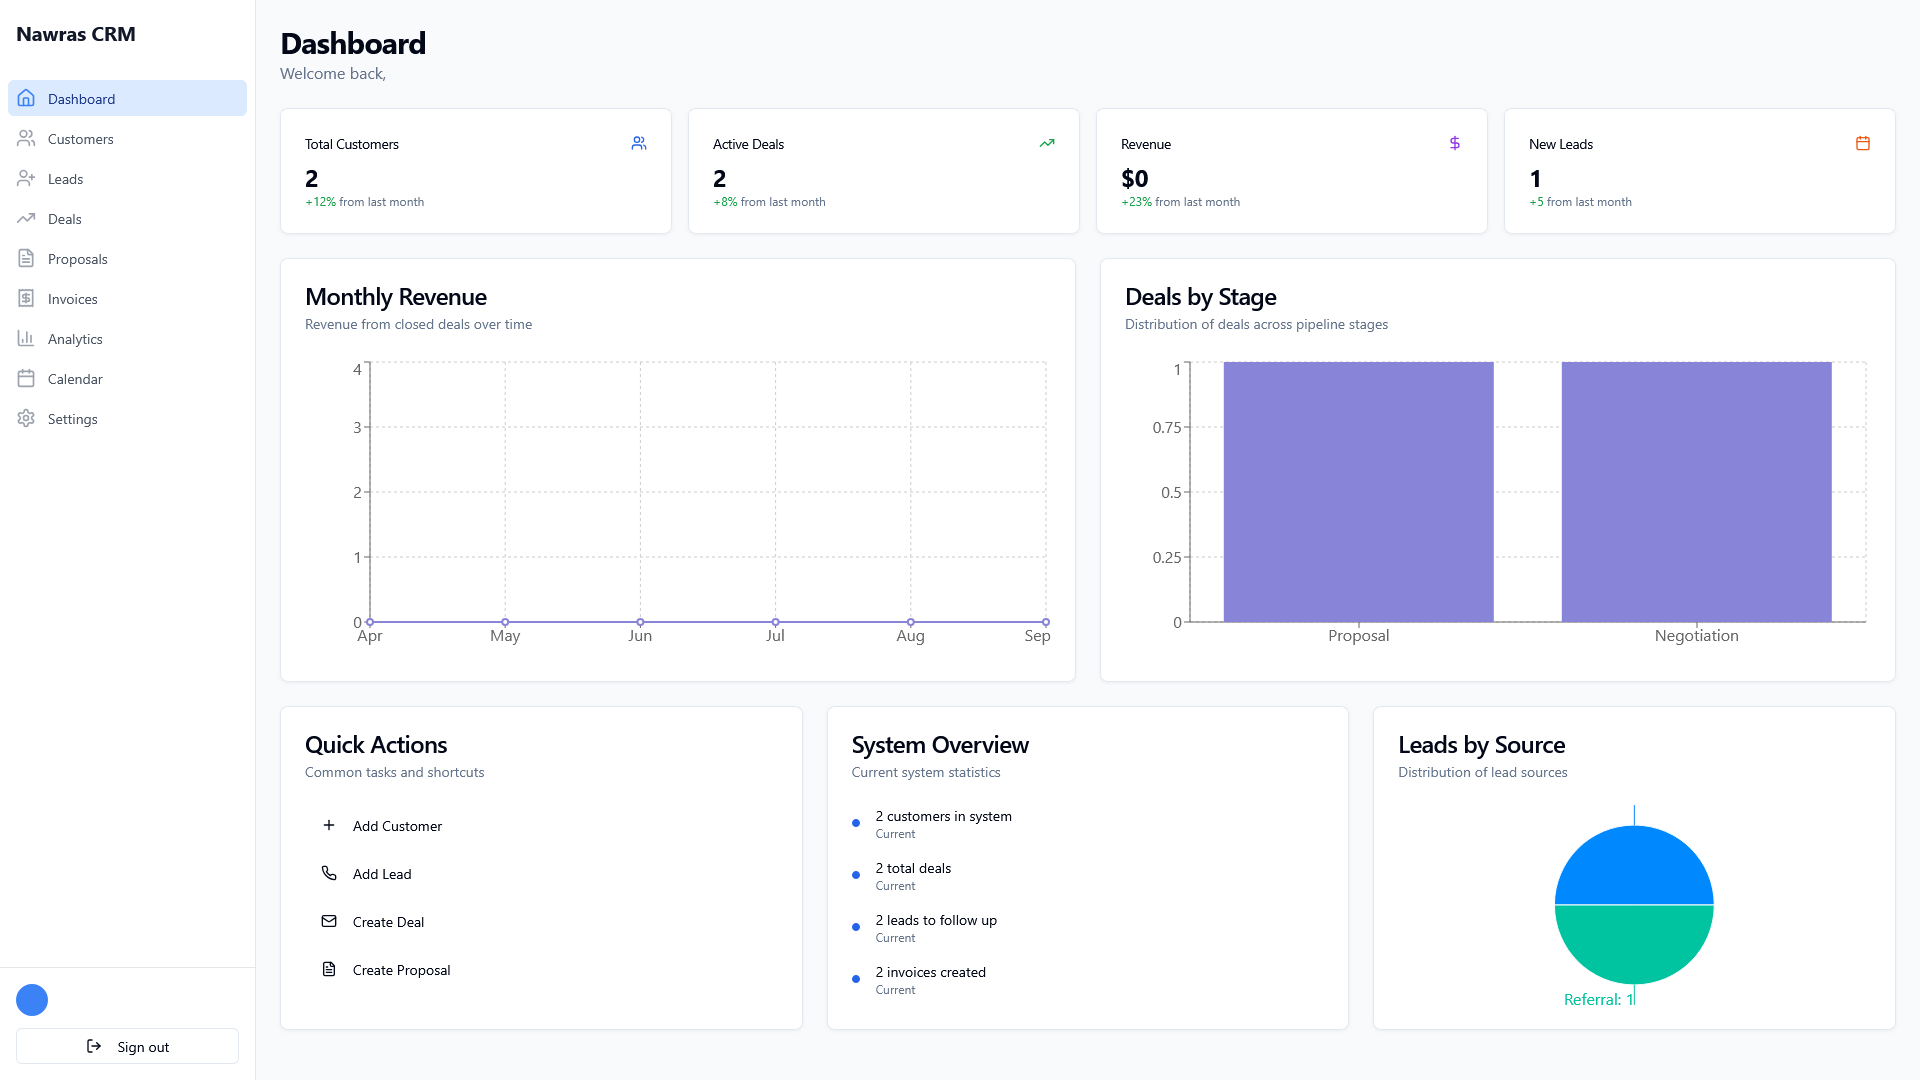 Nawras CRM
Dashboard
Customers
Leads
Deals
Proposals
Invoices
Analytics
Calendar
Settings
Sign out
Dashboard
Welcome back,
Total Customers
2
+12% from last month
Active Deals
2
+8% from last month
Revenue
$0
+23% from last month
New Leads
1
+5 from last month
Monthly Revenue
Revenue from closed deals over time
4
3
2
1
0
Apr May Jun Jul Aug Sep
Deals by Stage
Distribution of deals across pipeline stages
1
0.75
0.5
0.25
0
Proposal Negotiation
Quick Actions
Common tasks and shortcuts
Add Customer
Add Lead
Create Deal
Create Proposal
System Overview
Current system statistics
2 customers in system
Current
2 total deals
Current
2 leads to follow up
Current
2 invoices created
Current
Leads by Source
Distribution of lead sources
Referral: 1